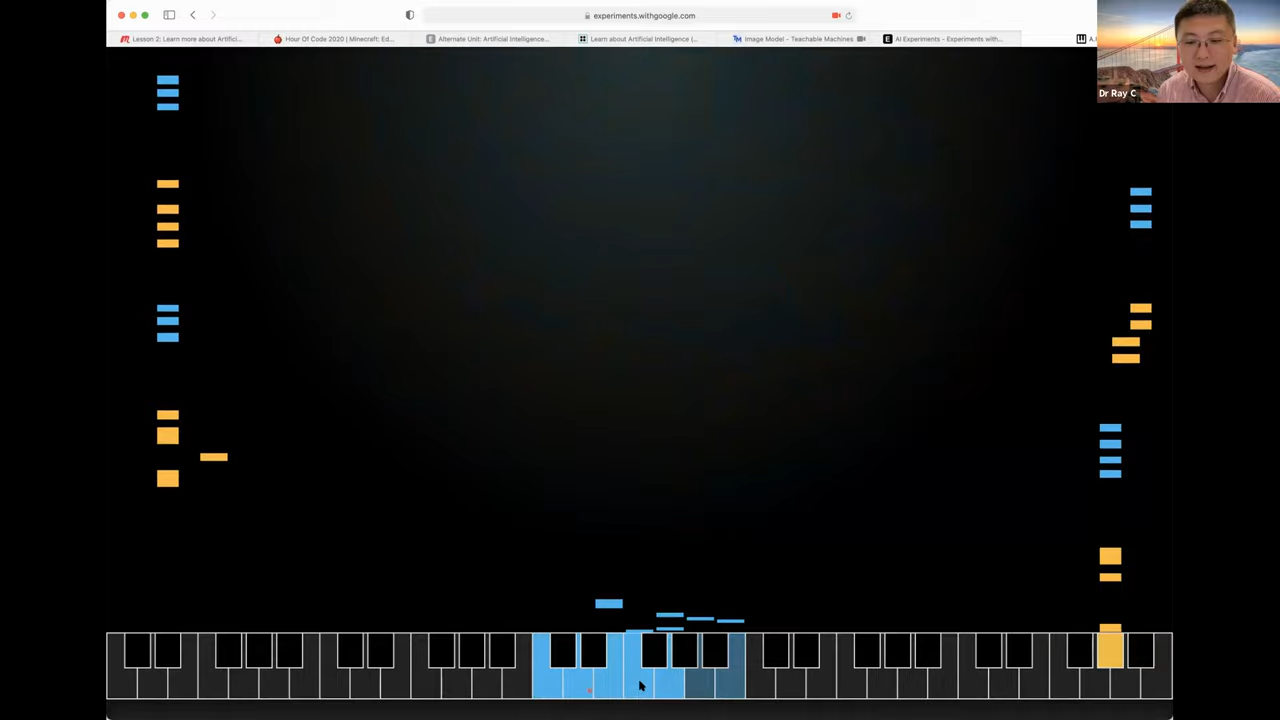 experiments.withgoogle.com
Lesson 2: Learn more about Artifici...
Hour Of Code 2020 | Minecraft: Ed...
Alternate Unit: Artificial Intelligence...
Learn about Artificial Intelligence (...
Image Model - Teachable Machines
AI Experiments - Experiments with...
Dr Ray C